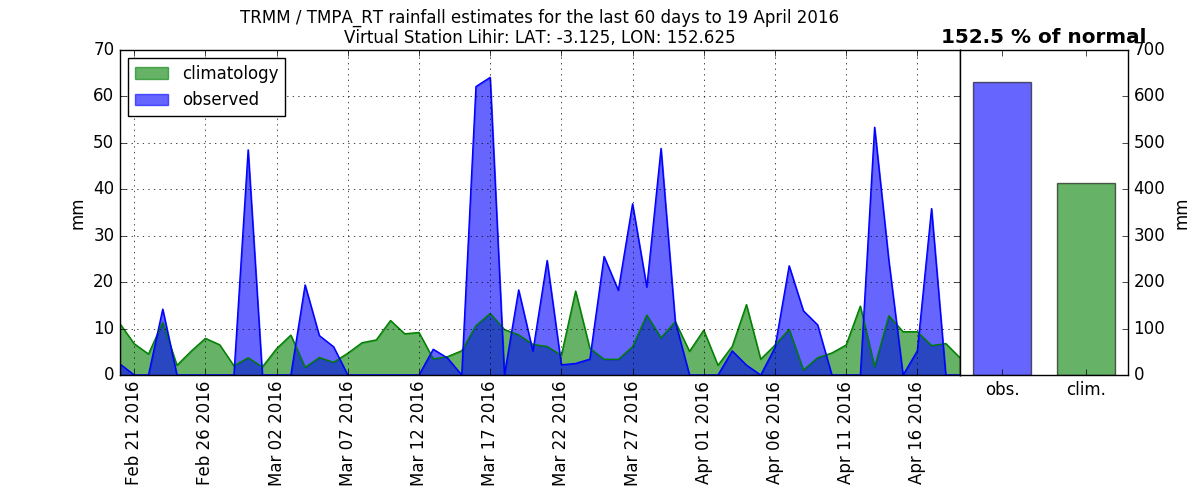 TRMM / TMPA_RT rainfall estimates for the last 60 days to 19 April 2016
Virtual Station Lihir: LAT: -3.125, LON: 152.625
152.5 % of normal
climatology
observed
70
60
50
40
30
20
10
0
mm
Feb 21 2016
Feb 26 2016
Mar 02 2016
Mar 07 2016
Mar 12 2016
Mar 17 2016
Mar 22 2016
Mar 27 2016
Apr 01 2016
Apr 06 2016
Apr 11 2016
Apr 16 2016
obs.
clim.
700
600
500
400
300
200
100
0
mm